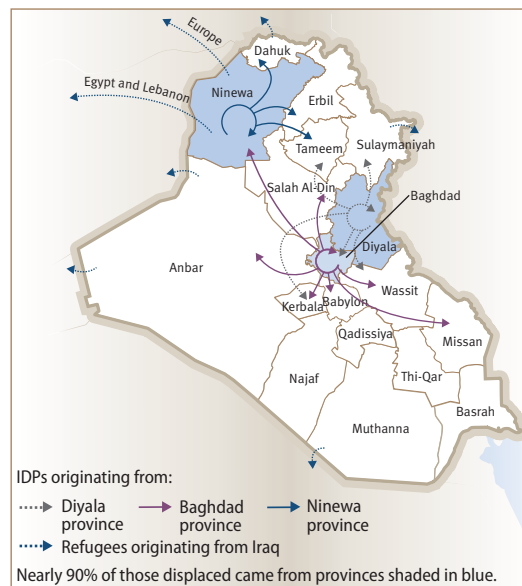 Europe
Dahuk
Egypt and Lebanon
Ninewa
Erbil
Tameem
Sulaymaniyah
Salah Al-Din
Baghdad
Diyala
Anbar
Wassit
Kerbala
Babylon
Qadissiya
Missan
Najaf
Thi-Qar
Basrah
Muthanna
IDPs originating from:
Diyala province
Baghdad province
Ninewa province
Refugees originating from Iraq
Nearly 90% of those displaced came from provinces shaded in blue.